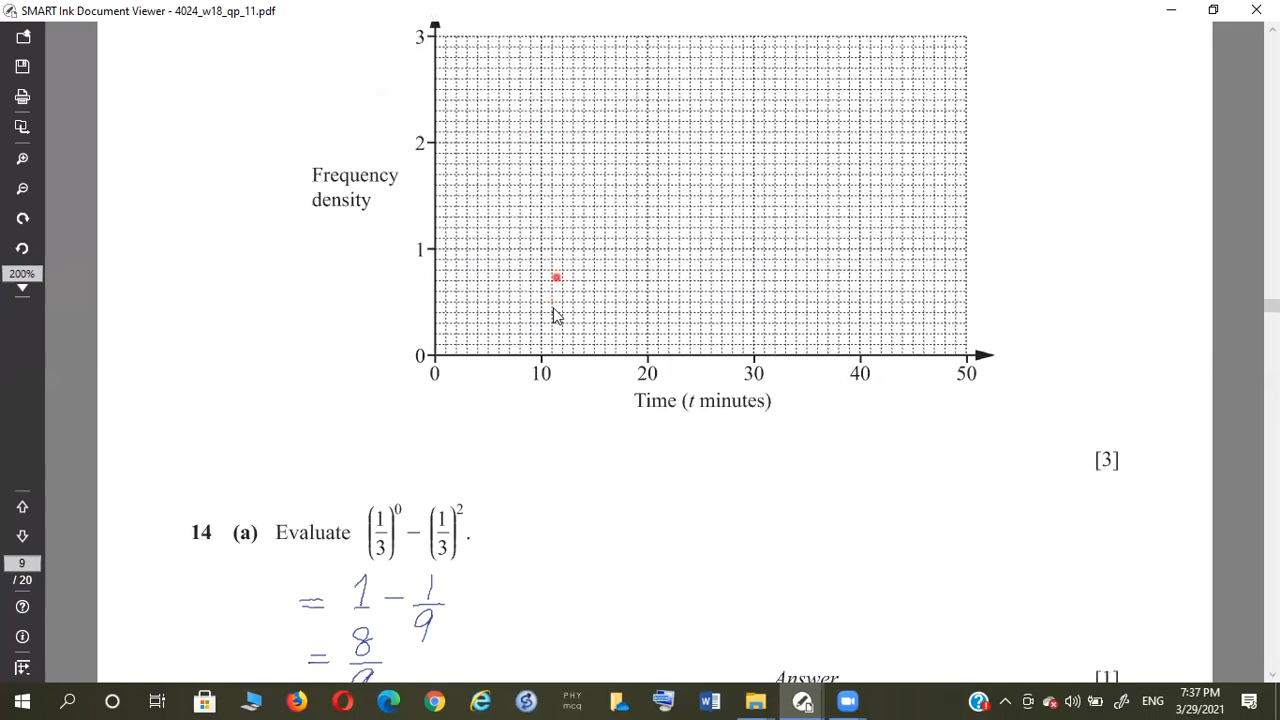 SMART Ink Document Viewer - 4024_w18_qp_11.pdf
3
2
Frequency
density
1
0
0 10 20 30 40 50
Time (t minutes)
[3]
14 (a) Evaluate (1/3)^0 − (1/3)^2.
= 1 − 1/9
= 8/9
Answer [1]
200%
9
/ 20
PHY
mcq
ENG
7:37 PM
3/29/2021